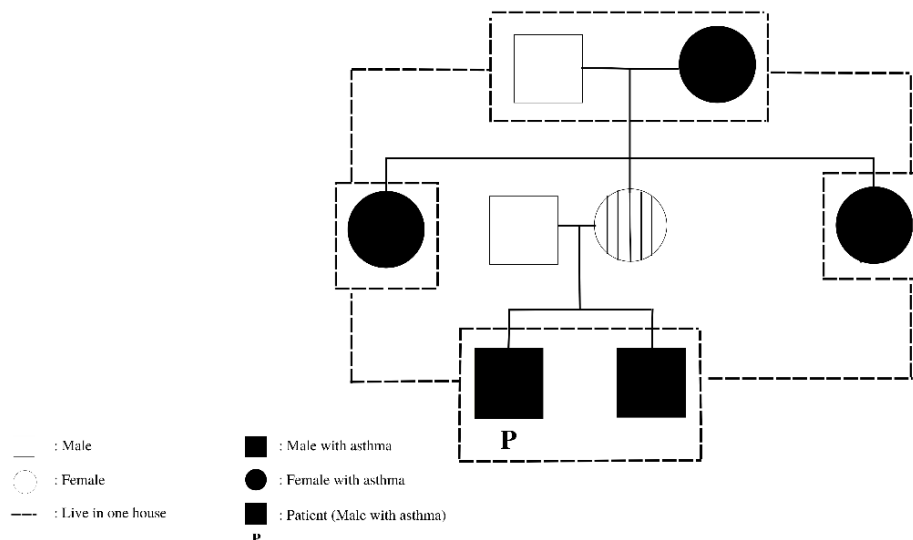 P
: Male
: Male with asthma
: Female
: Female with asthma
: Live in one house
: Patient (Male with asthma)
P